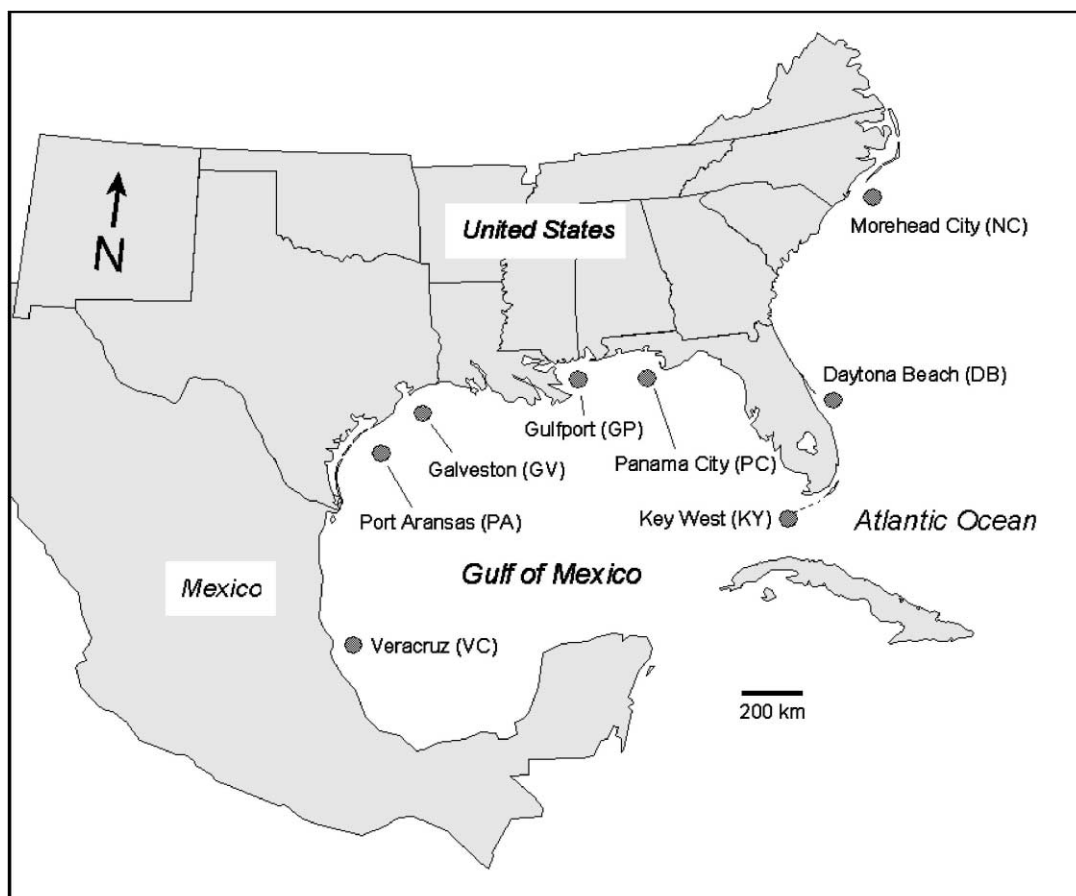 N
United States
Morehead City (NC)
Daytona Beach (DB)
Gulfport (GP)
Galveston (GV)
Panama City (PC)
Port Aransas (PA)
Key West (KY)
Atlantic Ocean
Gulf of Mexico
Mexico
Veracruz (VC)
200 km